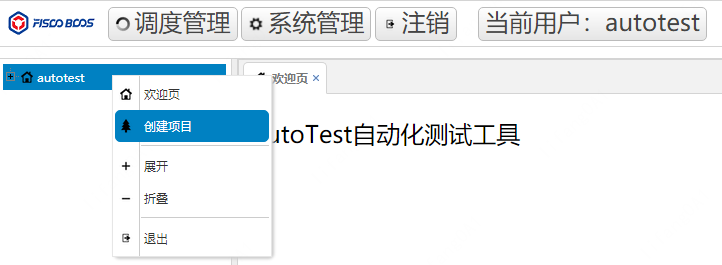 FISCO BCOS 调度管理 系统管理 注销 当前用户：autotest
autotest
欢迎页
欢迎页
创建项目
utoTest自动化测试工具
展开
折叠
退出